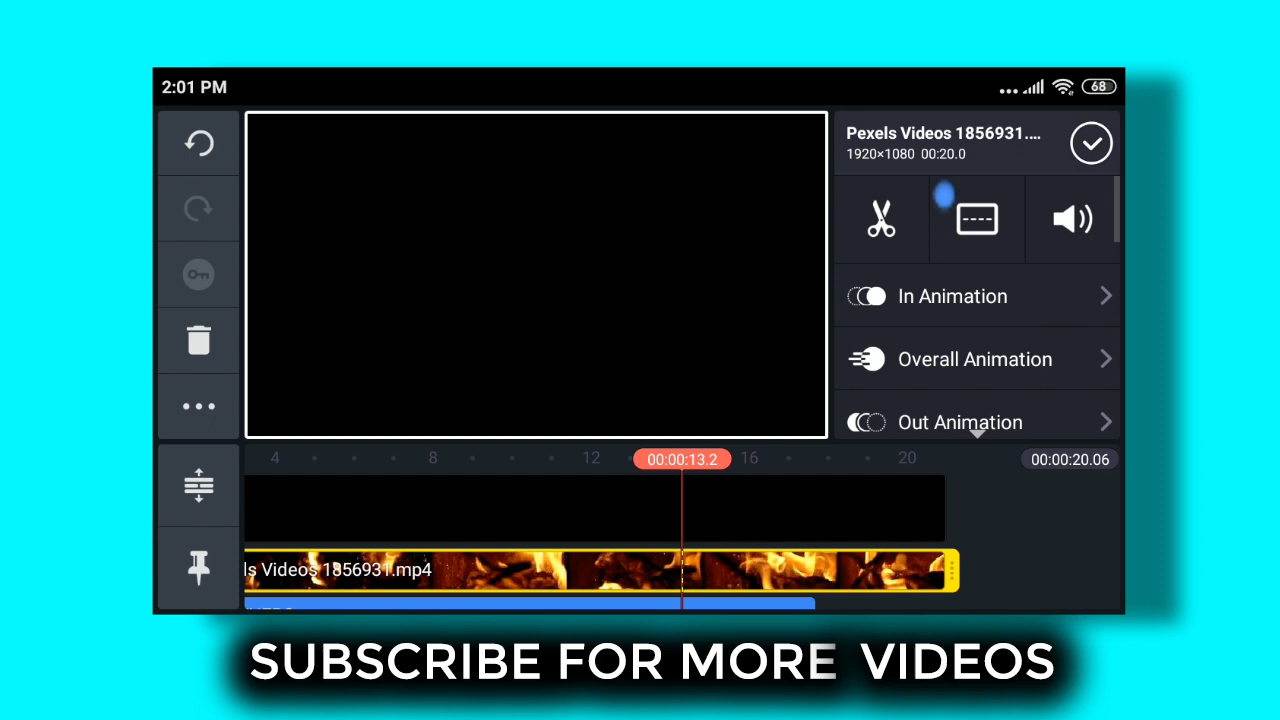 2:01 PM
68
Pexels Videos 1856931....
1920×1080 00:20.0
In Animation
Overall Animation
Out Animation
4 8 12 00:00:13.2 16 20 00:00:20.06
ls Videos 1856931.mp4
SUBSCRIBE FOR MORE VIDEOS